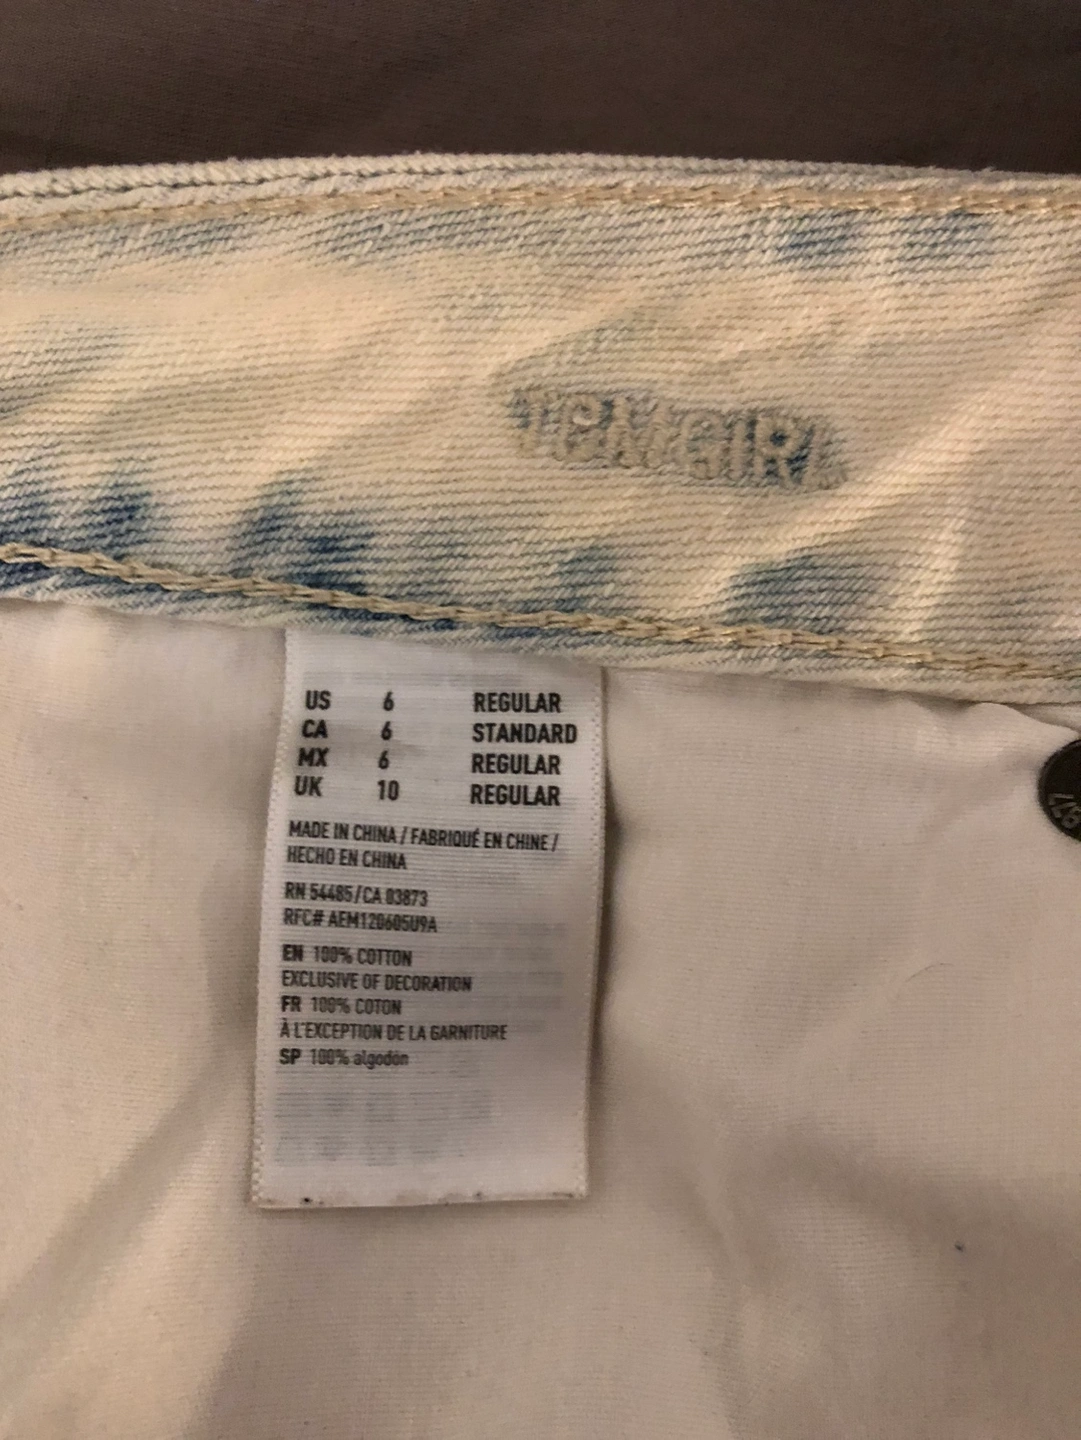 TOMGIRL
US 6 REGULAR
CA 6 STANDARD
MX 6 REGULAR
UK 10 REGULAR
MADE IN CHINA / FABRIQUÉ EN CHINE /
HECHO EN CHINA
RN 54485/CA 03873
RFC# AEM120605U9A
EN 100% COTTON
EXCLUSIVE OF DECORATION
FR 100% COTON
À L'EXCEPTION DE LA GARNITURE
SP 100% algodón